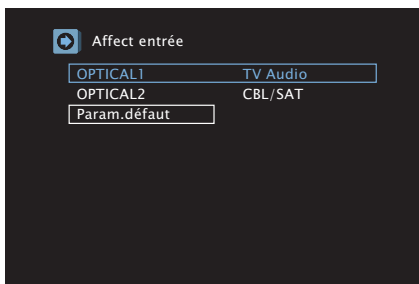 Affect entrée
OPTICAL1 TV Audio
OPTICAL2 CBL/SAT
Param.défaut